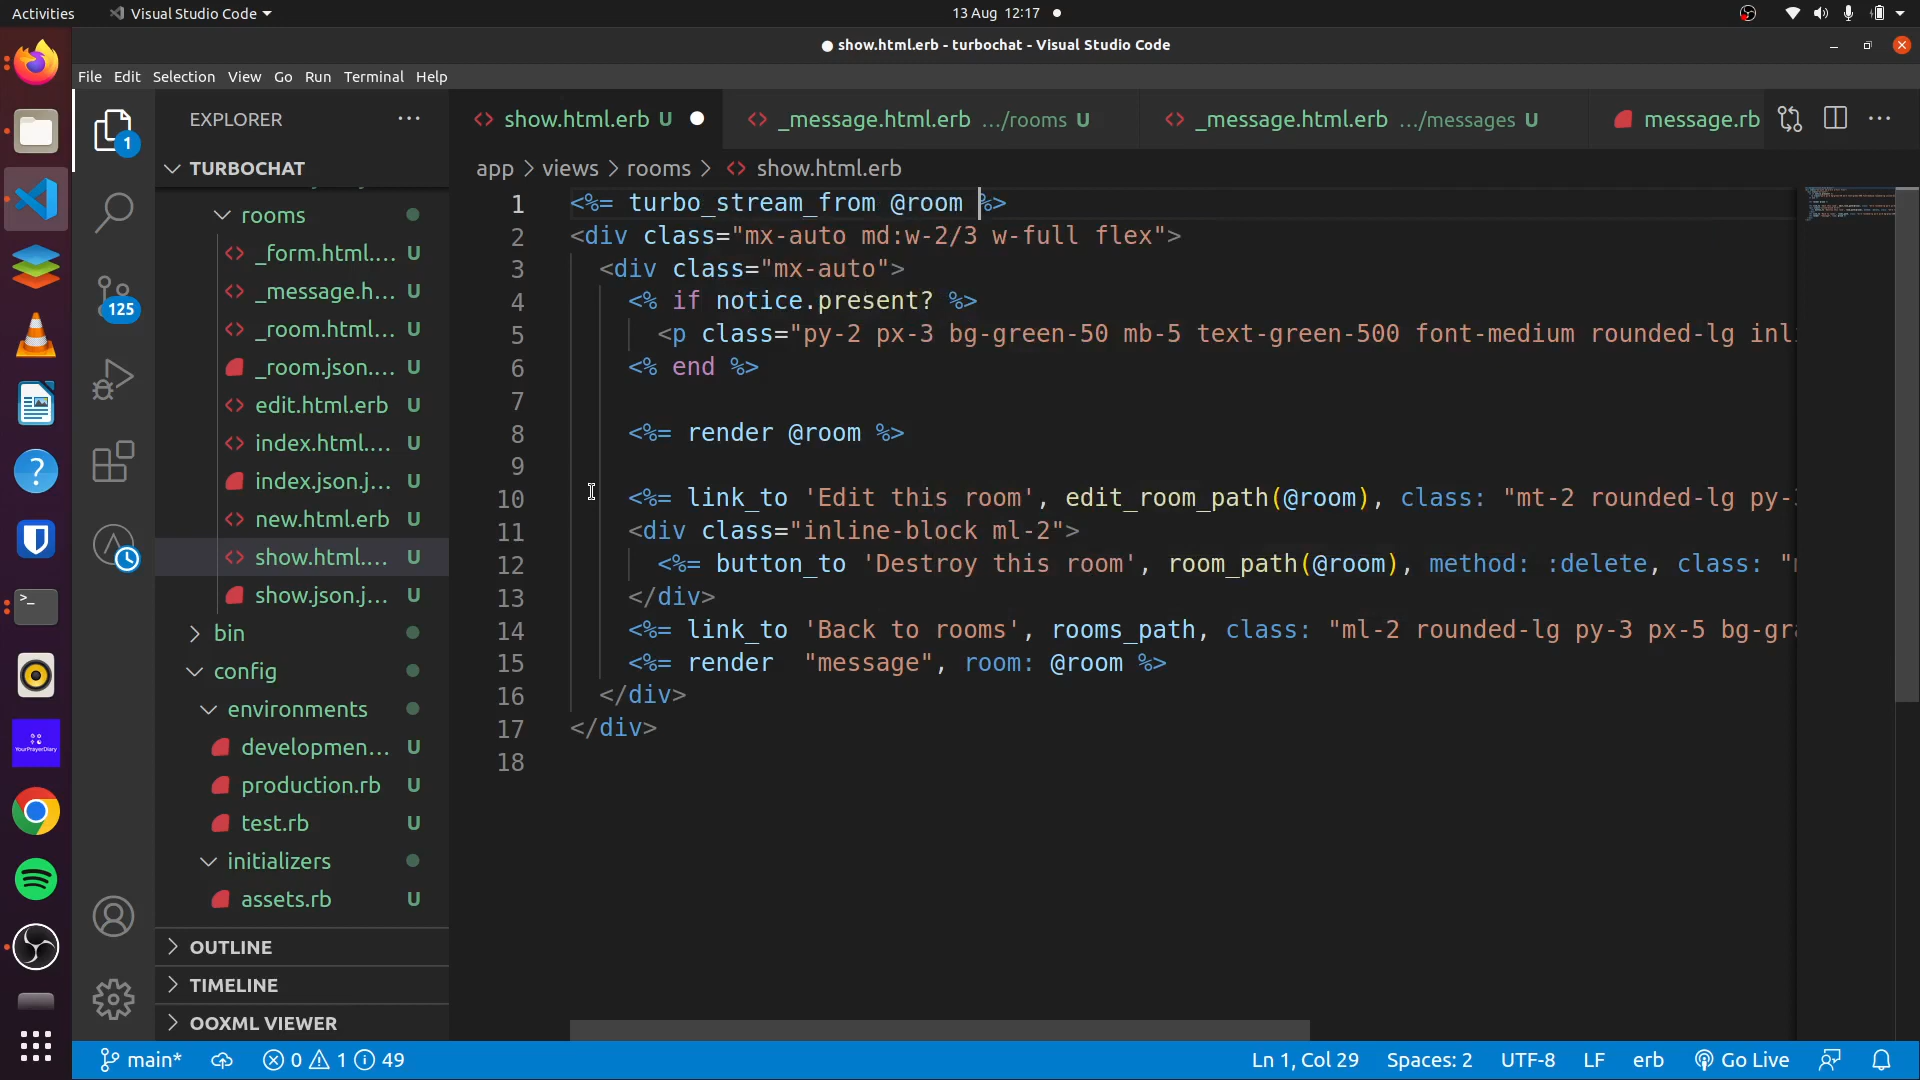 Activities
Visual Studio Code
13 Aug 12:17
● show.html.erb - turbochat - Visual Studio Code
File Edit Selection View Go Run Terminal Help
EXPLORER
show.html.erb U
_message.html.erb …/rooms U
_message.html.erb …/messages U
message.rb
1
TURBOCHAT
app > views > rooms > show.html.erb
rooms
_form.html.... U
_message.h... U
_room.html... U
_room.json.... U
edit.html.erb U
index.html.... U
index.json.j... U
new.html.erb U
show.html.... U
show.json.j... U
bin
config
environments
developmen... U
production.rb U
test.rb U
initializers
assets.rb U
OUTLINE
TIMELINE
OOXML VIEWER
125
YourPrayerDiary
1 <%= turbo_stream_from @room %>
2 <div class="mx-auto md:w-2/3 w-full flex">
3 <div class="mx-auto">
4 <% if notice.present? %>
5 <p class="py-2 px-3 bg-green-50 mb-5 text-green-500 font-medium rounded-lg inl
6 <% end %>
7
8 <%= render @room %>
9
10 <%= link_to 'Edit this room', edit_room_path(@room), class: "mt-2 rounded-lg py-
11 <div class="inline-block ml-2">
12 <%= button_to 'Destroy this room', room_path(@room), method: :delete, class: "
13 </div>
14 <%= link_to 'Back to rooms', rooms_path, class: "ml-2 rounded-lg py-3 px-5 bg-gr
15 <%= render  "message", room: @room %>
16 </div>
17 </div>
18
main* 0 1 49
Ln 1, Col 29 Spaces: 2 UTF-8 LF erb Go Live